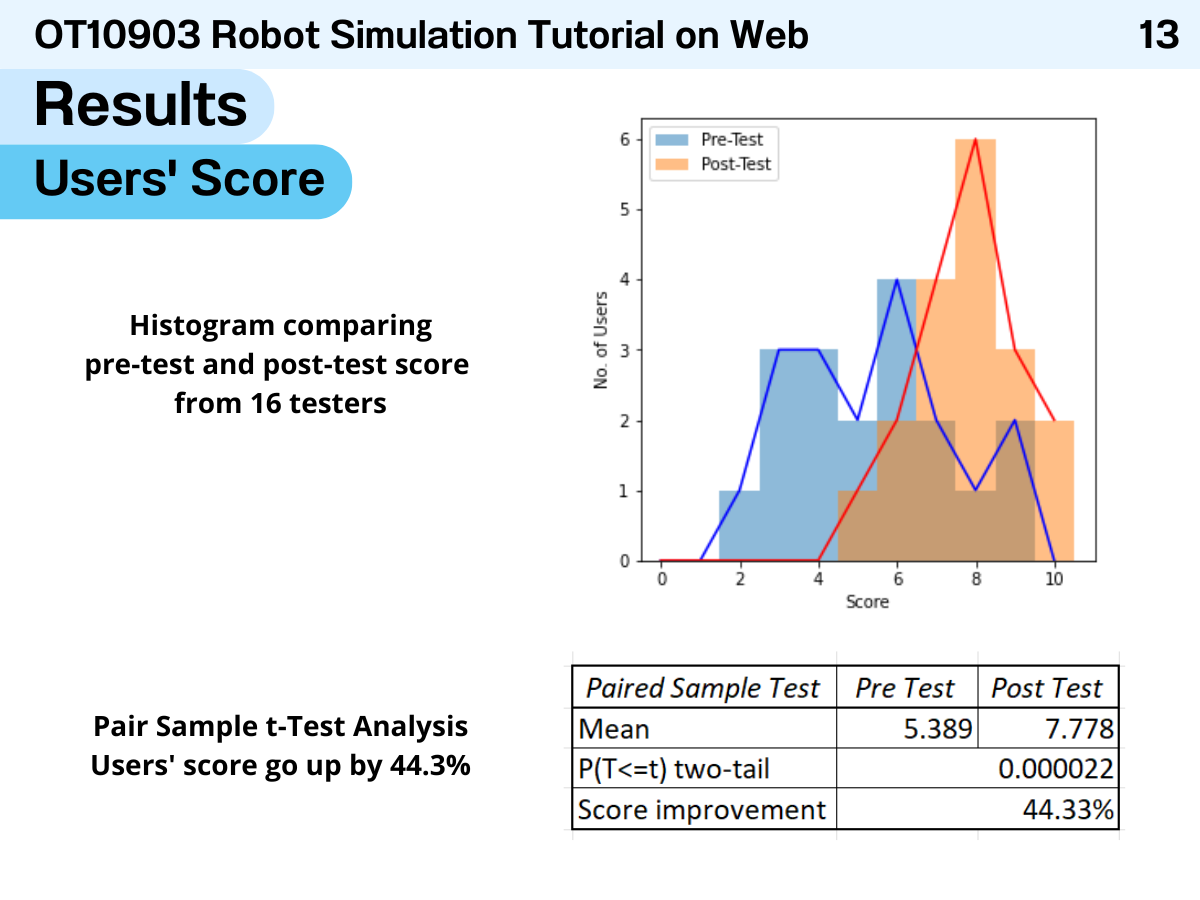 OT10903 Robot Simulation Tutorial on Web
13
Results
Users' Score
Histogram comparing
pre-test and post-test score
from 16 testers
Pre-Test
Post-Test
No. of Users
6
5
4
3
2
1
0
0 2 4 6 8 10
Score
Pair Sample t-Test Analysis
Users' score go up by 44.3%
Paired Sample Test Pre Test Post Test
Mean 5.389 7.778
P(T<=t) two-tail 0.000022
Score improvement 44.33%